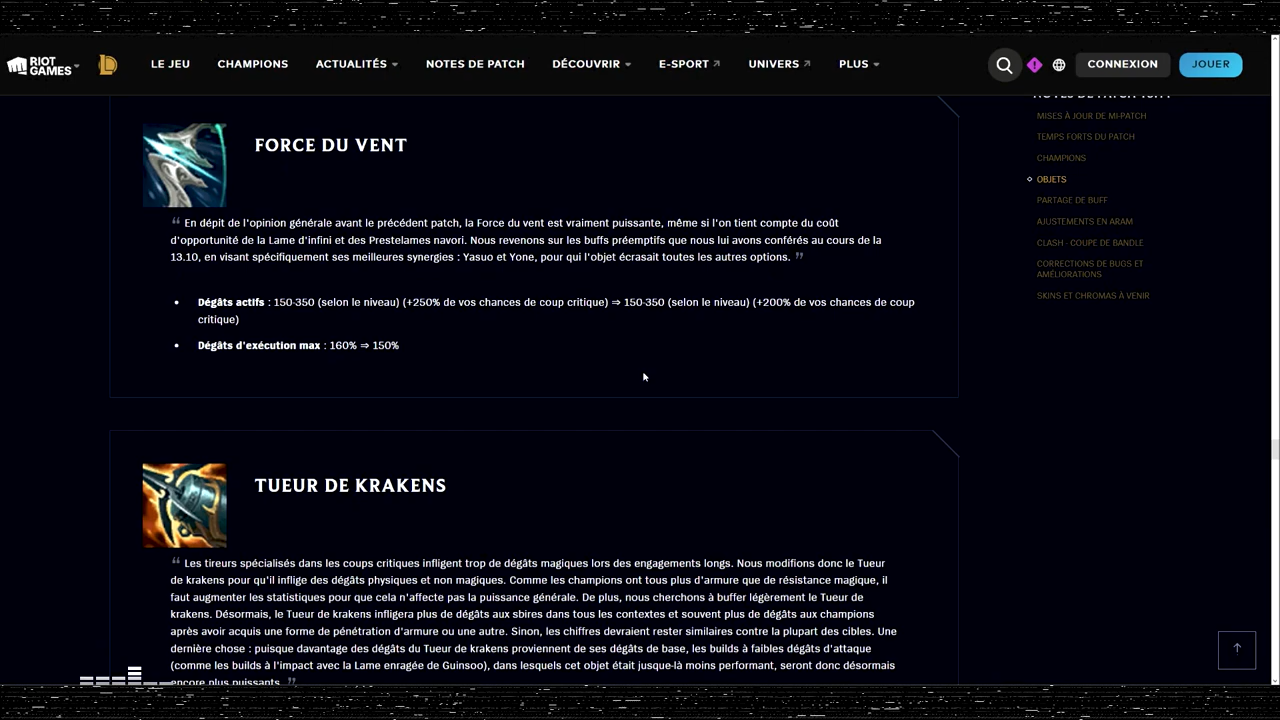 RIOT GAMES
LE JEU
CHAMPIONS
ACTUALITÉS
NOTES DE PATCH
DÉCOUVRIR
E-SPORT
UNIVERS
PLUS
CONNEXION
JOUER
FORCE DU VENT
“ En dépit de l'opinion générale avant le précédent patch, la Force du vent est vraiment puissante, même si l'on tient compte du coût
d'opportunité de la Lame d'infini et des Prestelames navori. Nous revenons sur les buffs préemptifs que nous lui avons conférés au cours de la
13.10, en visant spécifiquement ses meilleures synergies : Yasuo et Yone, pour qui l'objet écrasait toutes les autres options. ”
• Dégâts actifs : 150-350 (selon le niveau) (+250% de vos chances de coup critique) ⇒ 150-350 (selon le niveau) (+200% de vos chances de coup
critique)
• Dégâts d'exécution max : 160% ⇒ 150%
TUEUR DE KRAKENS
“ Les tireurs spécialisés dans les coups critiques infligent trop de dégâts magiques lors des engagements longs. Nous modifions donc le Tueur
de krakens pour qu'il inflige des dégâts physiques et non magiques. Comme les champions ont tous plus d'armure que de résistance magique, il
faut augmenter les statistiques pour que cela n'affecte pas la puissance générale. De plus, nous cherchons à buffer légèrement le Tueur de
krakens. Désormais, le Tueur de krakens infligera plus de dégâts aux sbires dans tous les contextes et souvent plus de dégâts aux champions
après avoir acquis une forme de pénétration d'armure ou une autre. Sinon, les chiffres devraient rester similaires contre la plupart des cibles. Une
dernière chose : puisque davantage des dégâts du Tueur de krakens proviennent de ses dégâts de base, les builds à faibles dégâts d'attaque
(comme les builds à l'impact avec la Lame enragée de Guinsoo), dans lesquels cet objet était jusque-là moins performant, seront donc désormais
encore plus puissants. ”
NOTES DE PATCH
MISES À JOUR DE MI-PATCH
TEMPS FORTS DU PATCH
CHAMPIONS
OBJETS
PARTAGE DE BUFF
AJUSTEMENTS EN ARAM
CLASH - COUPE DE BANDLE
CORRECTIONS DE BUGS ET
AMÉLIORATIONS
SKINS ET CHROMAS À VENIR